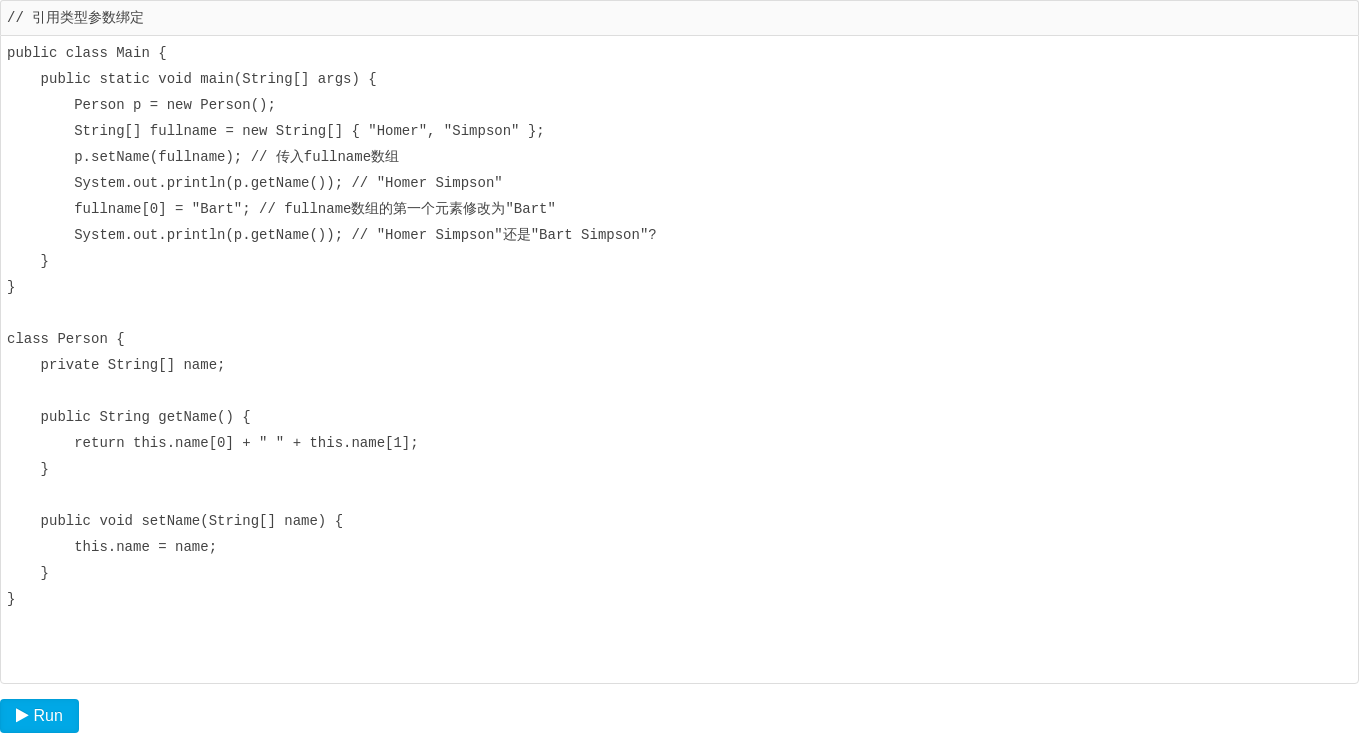 // 引用类型参数绑定
public class Main {
    public static void main(String[] args) {
        Person p = new Person();
        String[] fullname = new String[] { "Homer", "Simpson" };
        p.setName(fullname); // 传入fullname数组
        System.out.println(p.getName()); // "Homer Simpson"
        fullname[0] = "Bart"; // fullname数组的第一个元素修改为"Bart"
        System.out.println(p.getName()); // "Homer Simpson"还是"Bart Simpson"?
    }
}

class Person {
    private String[] name;

    public String getName() {
        return this.name[0] + " " + this.name[1];
    }

    public void setName(String[] name) {
        this.name = name;
    }
}
Run